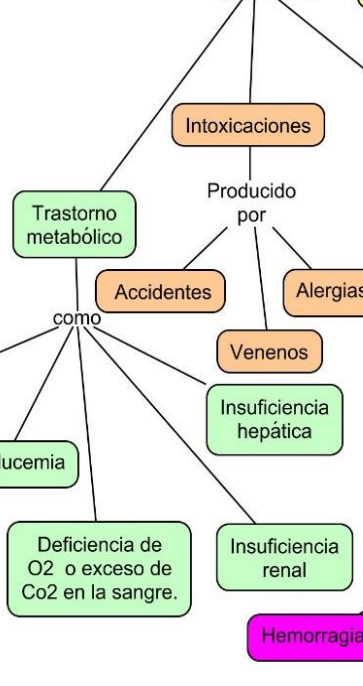 Intoxicaciones
Producido
por
Trastorno
metabólico
Accidentes
Alergias
como
Venenos
Insuficiencia
hepática
lucemia
Deficiencia de
O2 o exceso de
Co2 en la sangre.
Insuficiencia
renal
Hemorragia